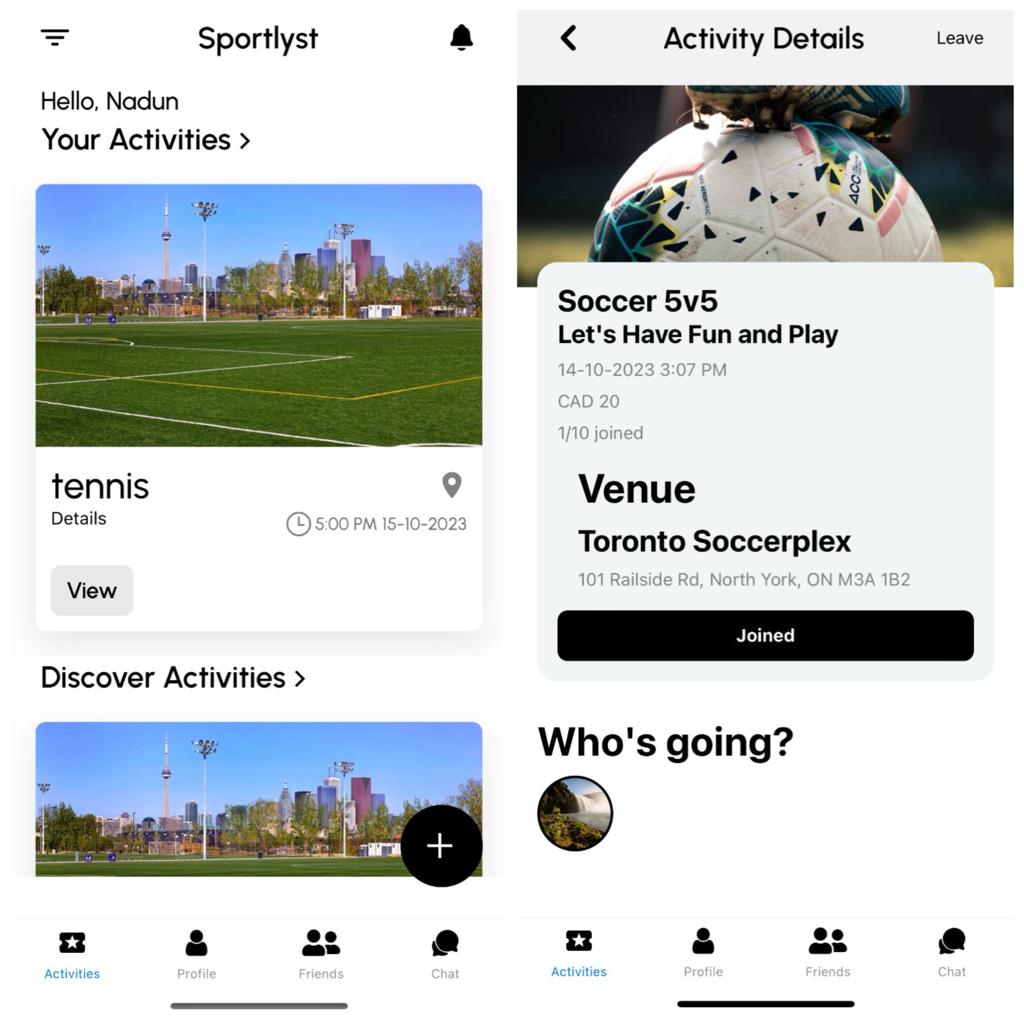 Sportlyst
Hello, Nadun
Your Activities >
tennis
Details
5:00 PM 15-10-2023
View
Discover Activities >
+
Activities
Profile
Friends
Chat
Activity Details
Leave
ACC
Soccer 5v5
Let's Have Fun and Play
14-10-2023 3:07 PM
CAD 20
1/10 joined
Venue
Toronto Soccerplex
101 Railside Rd, North York, ON M3A 1B2
Joined
Who's going?
Activities
Profile
Friends
Chat